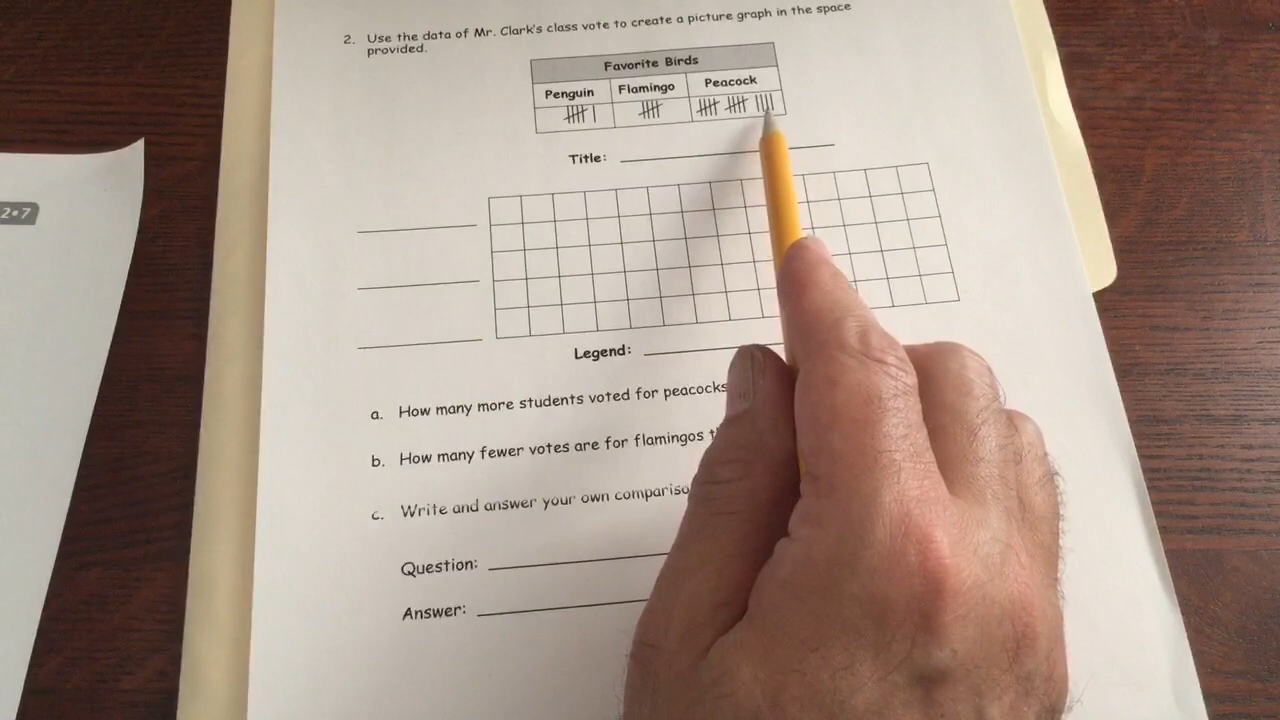 2•7
2. Use the data of Mr. Clark's class vote to create a picture graph in the space
provided.
Favorite Birds
Penguin Flamingo Peacock
Title:
Legend:
a. How many more students voted for peacocks
b. How many fewer votes are for flamingos
c. Write and answer your own
Question:
Answer: